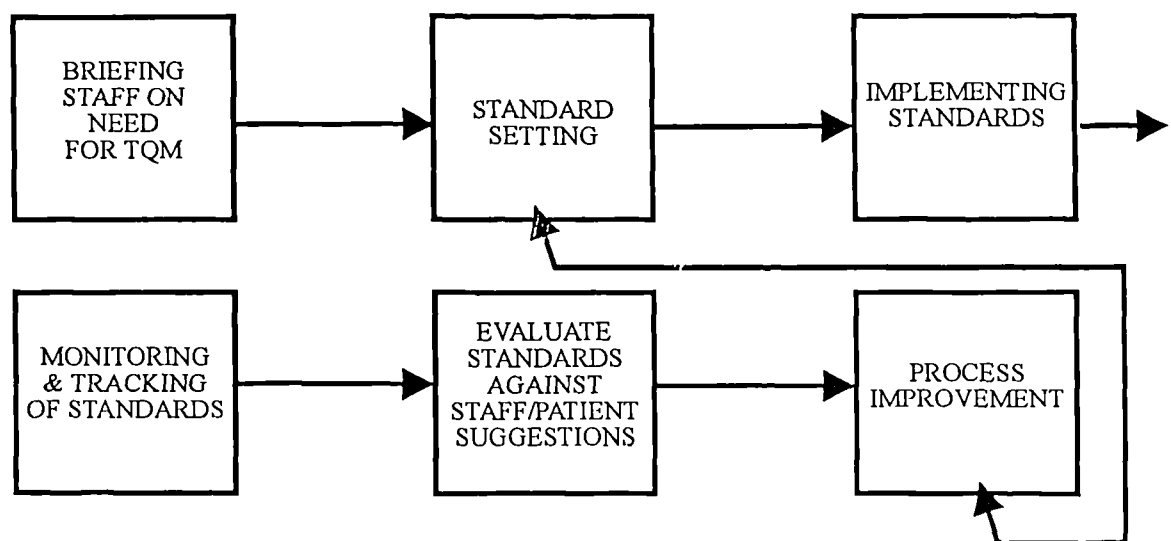 BRIEFING
STAFF ON
NEED
FOR TQM
STANDARD
SETTING
IMPLEMENTING
STANDARDS
MONITORING
& TRACKING
OF STANDARDS
EVALUATE
STANDARDS
AGAINST
STAFF/PATIENT
SUGGESTIONS
PROCESS
IMPROVEMENT